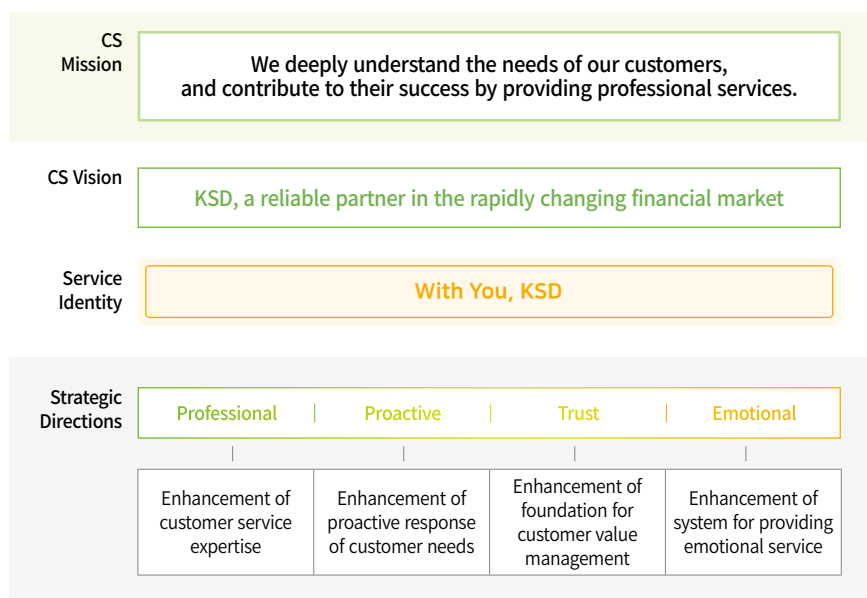 CS
Mission
We deeply understand the needs of our customers,
and contribute to their success by providing professional services.
CS Vision
KSD, a reliable partner in the rapidly changing financial market
Service
Identity
With You, KSD
Strategic
Directions
Professional
Proactive
Trust
Emotional
Enhancement of
customer service
expertise
Enhancement of
proactive response
of customer needs
Enhancement of
foundation for
customer value
management
Enhancement of
system for providing
emotional service